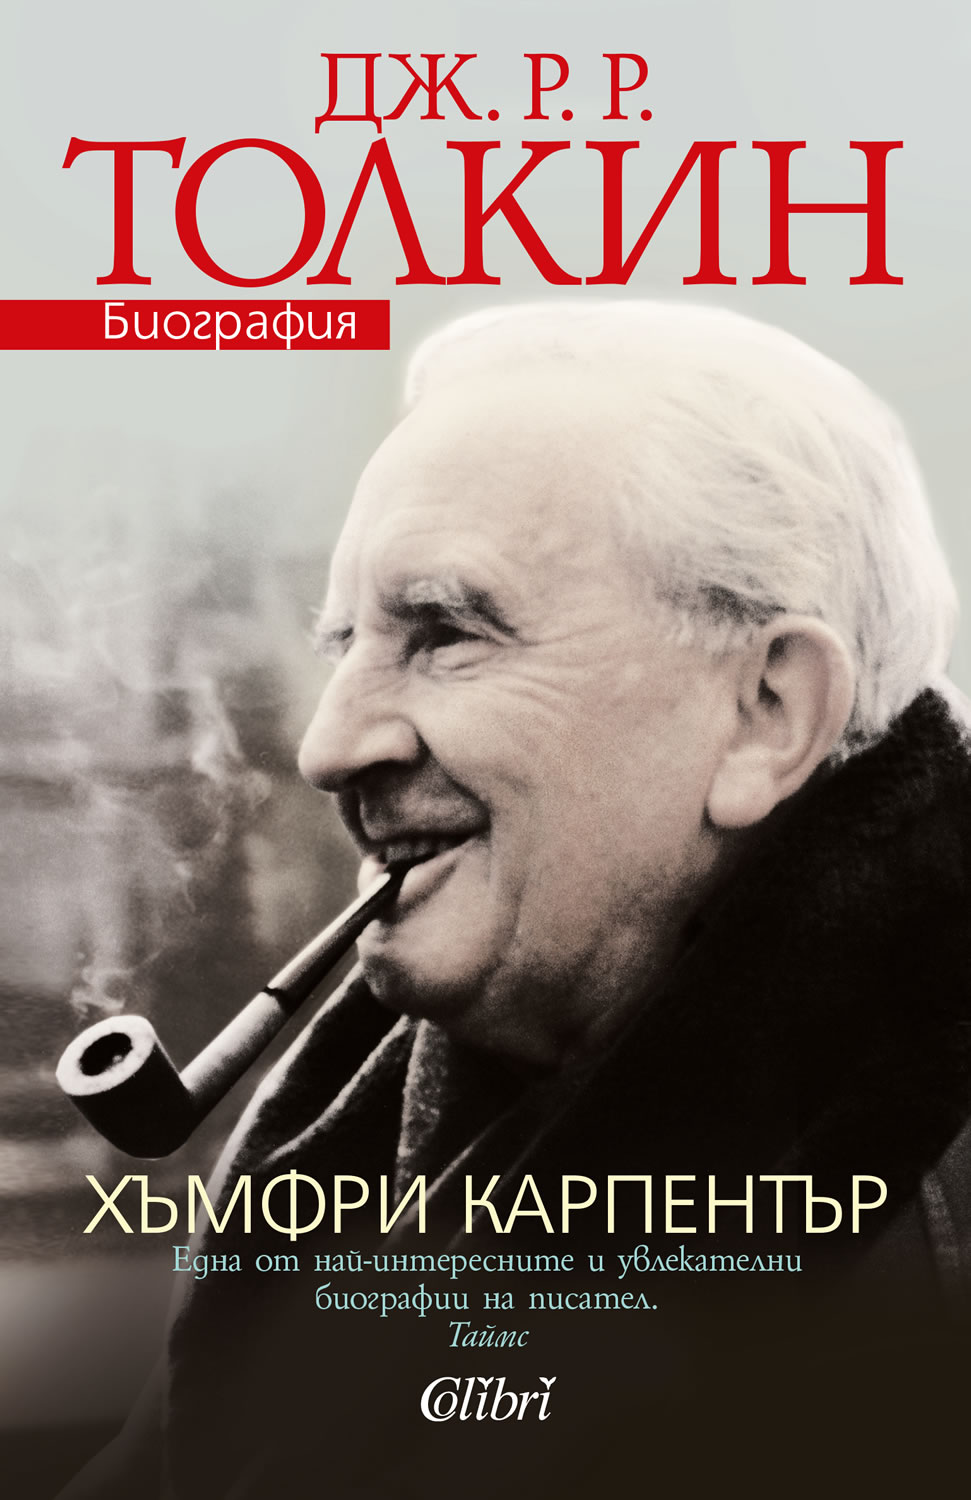 ДЖ. Р. Р.
ТОЛКИН
Биография
ХЪМФРИ КАРПЕНТЪР
Една от най-интересните и увлекателни
биографии на писател.
Таймс
Colibri